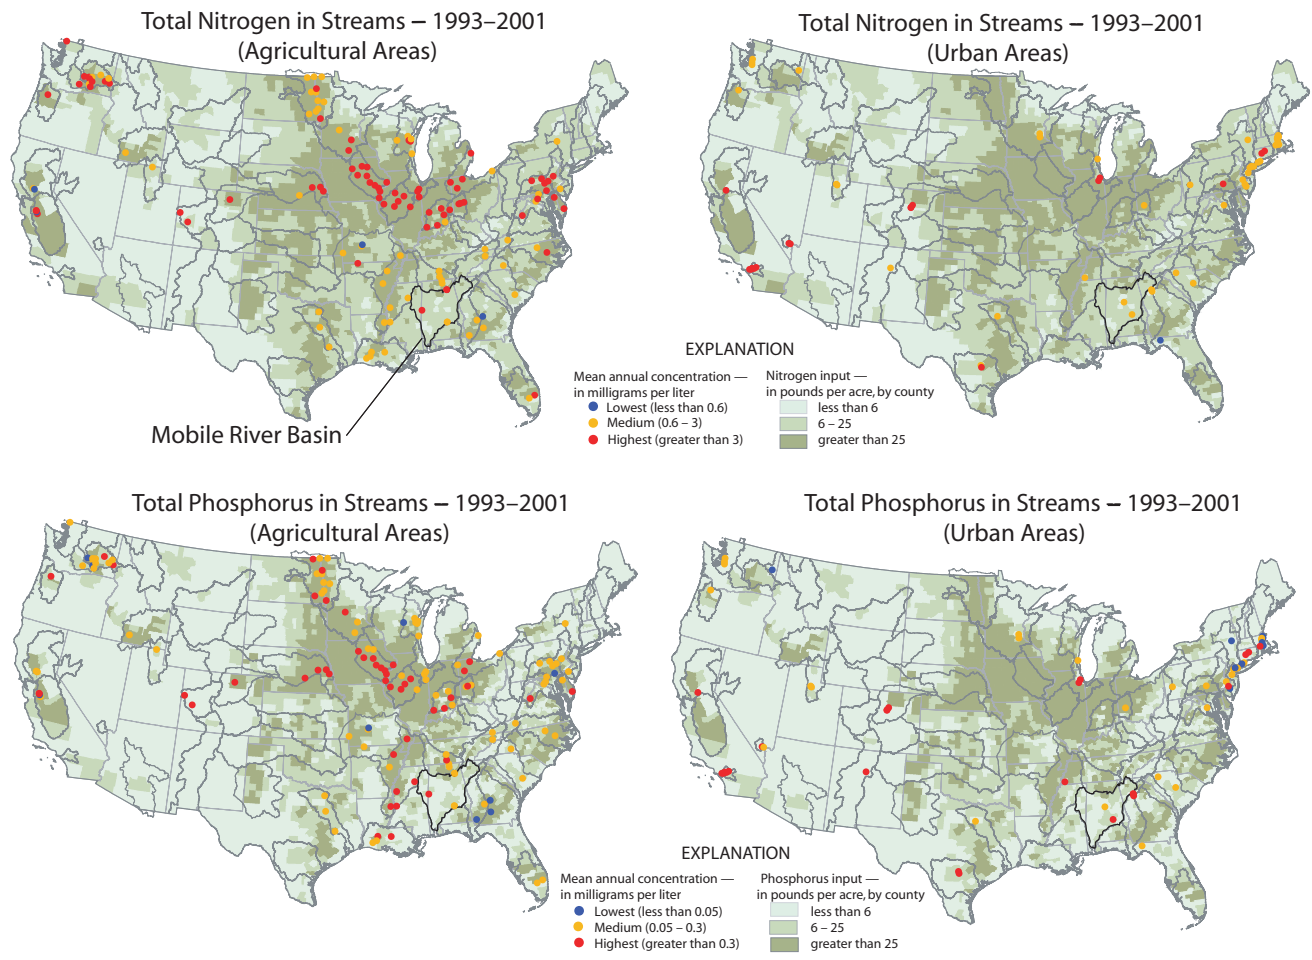 Total Nitrogen in Streams – 1993–2001
(Agricultural Areas)
Total Nitrogen in Streams – 1993–2001
(Urban Areas)
Mobile River Basin
EXPLANATION
Mean annual concentration —
in milligrams per liter
Lowest (less than 0.6)
Medium (0.6 – 3)
Highest (greater than 3)
Nitrogen input —
in pounds per acre, by county
less than 6
6 – 25
greater than 25
Total Phosphorus in Streams – 1993–2001
(Agricultural Areas)
Total Phosphorus in Streams – 1993–2001
(Urban Areas)
EXPLANATION
Mean annual concentration —
in milligrams per liter
Lowest (less than 0.05)
Medium (0.05 – 0.3)
Highest (greater than 0.3)
Phosphorus input —
in pounds per acre, by county
less than 6
6 – 25
greater than 25